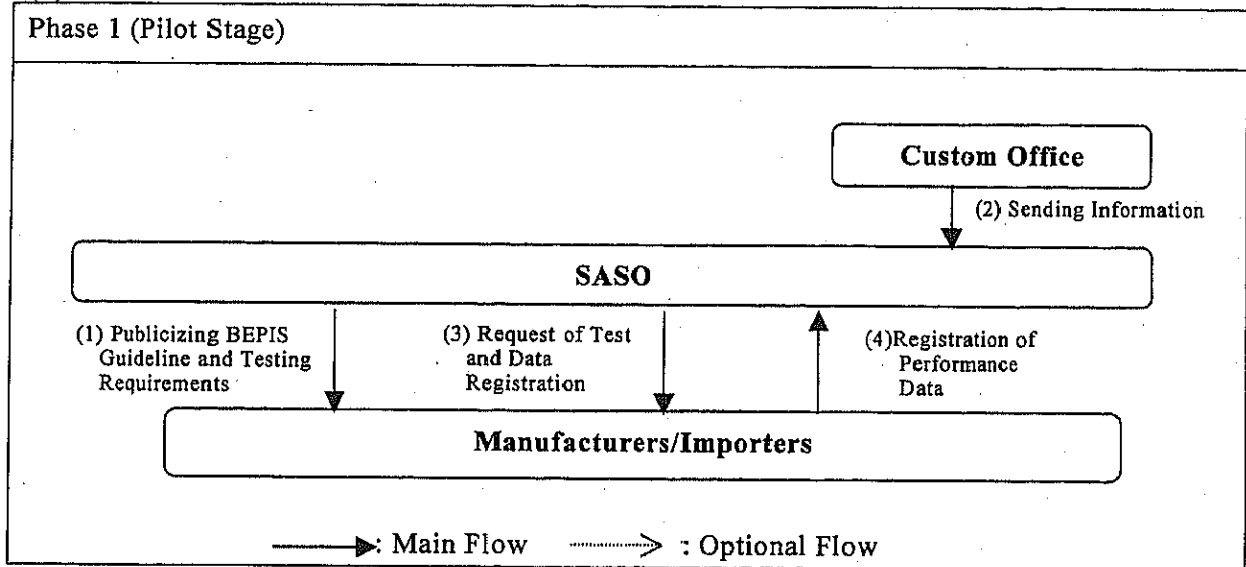 Phase 1 (Pilot Stage)
Custom Office
(2) Sending Information
SASO
(1) Publicizing BEPIS
Guideline and Testing
Requirements
(3) Request of Test
and Data
Registration
(4)Registration of
Performance
Data
Manufacturers/Importers
: Main Flow
: Optional Flow